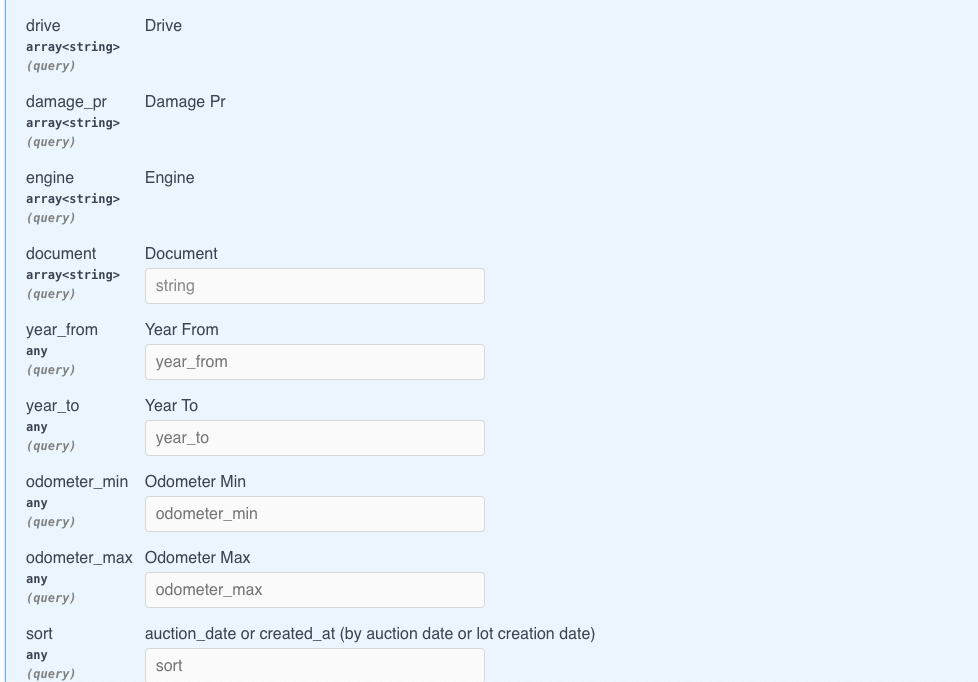 drive Drive
array<string>
(query)
damage_pr Damage Pr
array<string>
(query)
engine Engine
array<string>
(query)
document Document
array<string> string
(query)
year_from Year From
any year_from
(query)
year_to Year To
any year_to
(query)
odometer_min Odometer Min
any odometer_min
(query)
odometer_max Odometer Max
any odometer_max
(query)
sort auction_date or created_at (by auction date or lot creation date)
any sort
(query)